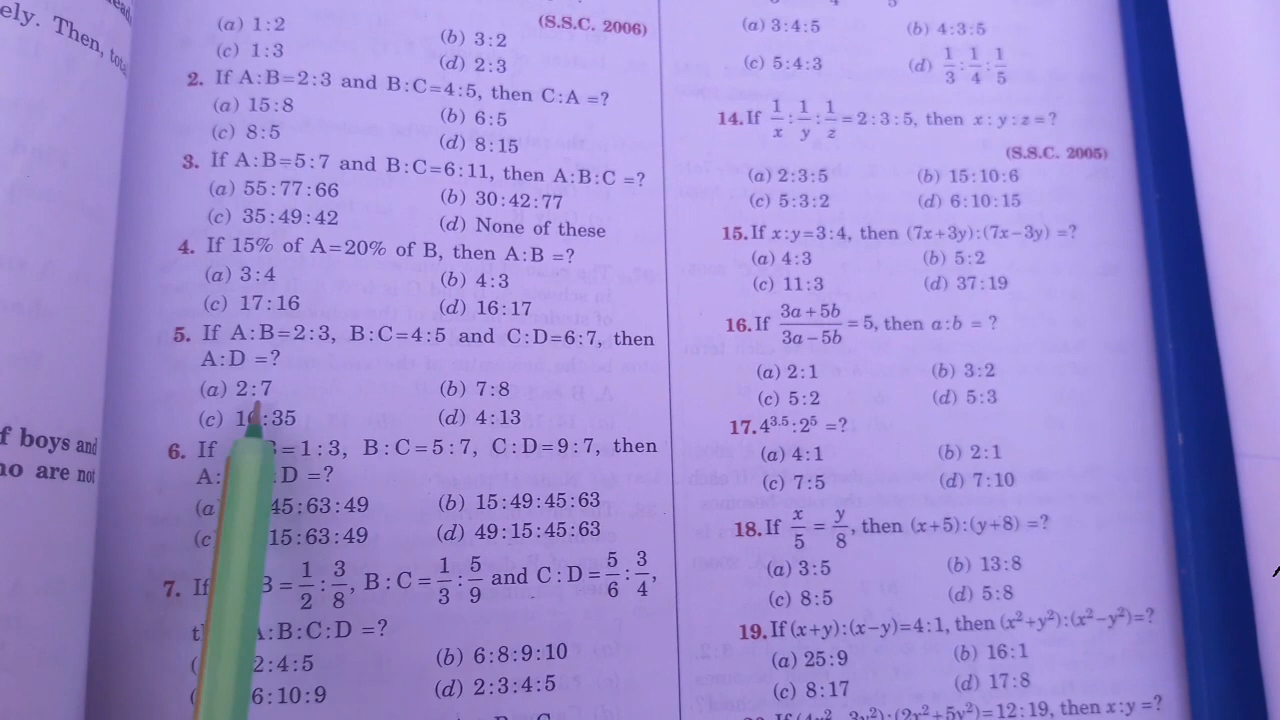 ely. Then, tota
f boys and
no are not
(a) 1:2
(b) 3:2
(S.S.C. 2006)
(c) 1:3
(d) 2:3
2. If A:B=2:3 and B:C=4:5, then C:A =?
(a) 15:8
(b) 6:5
(c) 8:5
(d) 8:15
3. If A:B=5:7 and B:C=6:11, then A:B:C =?
(a) 55:77:66
(b) 30:42:77
(c) 35:49:42
(d) None of these
4. If 15% of A=20% of B, then A:B =?
(a) 3:4
(b) 4:3
(c) 17:16
(d) 16:17
5. If A:B=2:3, B:C=4:5 and C:D=6:7, then
A:D =?
(a) 2:7
(b) 7:8
(c) 16:35
(d) 4:13
6. If B=1:3, B:C=5:7, C:D=9:7, then
A: D =?
(a 45:63:49
(b) 15:49:45:63
(c 15:63:49
(d) 49:15:45:63
7. If B = 1/2 : 3/8, B:C = 1/3 : 5/9 and C:D = 5/6 : 3/4,
t A:B:C:D =?
( 2:4:5
(b) 6:8:9:10
( 6:10:9
(d) 2:3:4:5
(a) 3:4:5
(b) 4:3:5
(c) 5:4:3
(d) 1/3 : 1/4 : 1/5
14. If 1/x : 1/y : 1/z = 2:3:5, then x:y:z=?
(S.S.C. 2005)
(a) 2:3:5
(b) 15:10:6
(c) 5:3:2
(d) 6:10:15
15. If x:y=3:4, then (7x+3y):(7x−3y) =?
(a) 4:3
(b) 5:2
(c) 11:3
(d) 37:19
16. If (3a+5b)/(3a−5b) = 5, then a:b = ?
(a) 2:1
(b) 3:2
(c) 5:2
(d) 5:3
17. 4^3.5:2^5 =?
(a) 4:1
(b) 2:1
(c) 7:5
(d) 7:10
18. If x/5 = y/8, then (x+5):(y+8) =?
(a) 3:5
(b) 13:8
(c) 8:5
(d) 5:8
19. If (x+y):(x−y)=4:1, then (x²+y²):(x²−y²)=?
(a) 25:9
(b) 16:1
(c) 8:17
(d) 17:8
3y²):(2x²+5y²)=12:19, then x:y =?